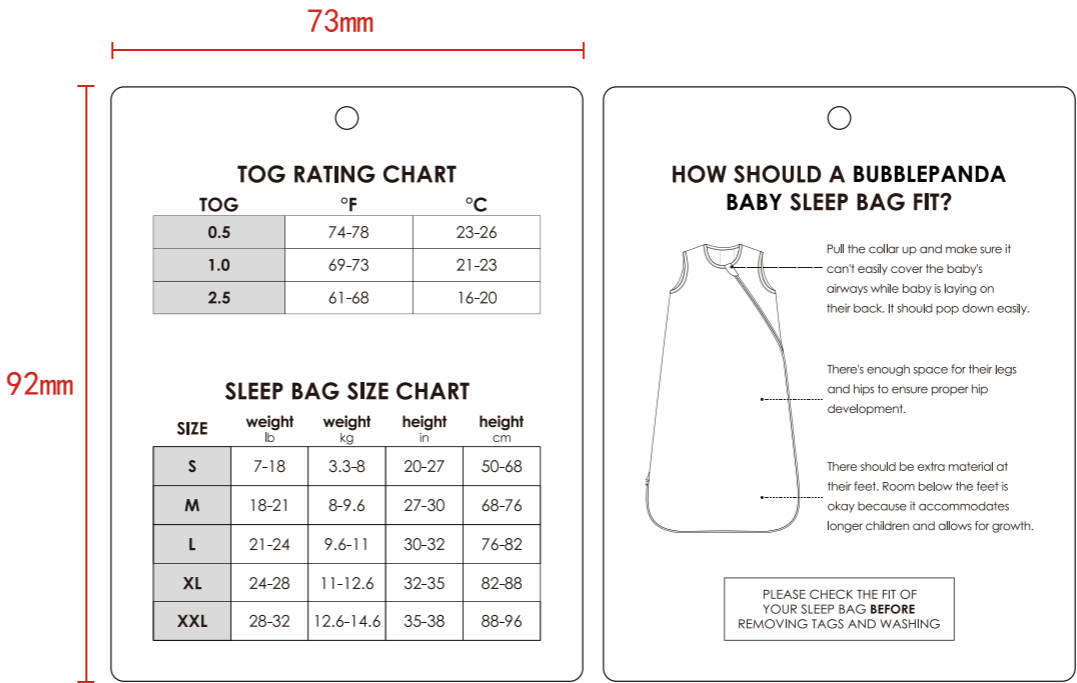 73mm
92mm
TOG RATING CHART
TOG °F °C
0.5 74-78 23-26
1.0 69-73 21-23
2.5 61-68 16-20
SLEEP BAG SIZE CHART
SIZE weight lb weight kg height in height cm
S 7-18 3.3-8 20-27 50-68
M 18-21 8-9.6 27-30 68-76
L 21-24 9.6-11 30-32 76-82
XL 24-28 11-12.6 32-35 82-88
XXL 28-32 12.6-14.6 35-38 88-96
HOW SHOULD A BUBBLEPANDA
BABY SLEEP BAG FIT?
Pull the collar up and make sure it
can't easily cover the baby's
airways while baby is laying on
their back. It should pop down easily.
There's enough space for their legs
and hips to ensure proper hip
development.
There should be extra material at
their feet. Room below the feet is
okay because it accommodates
longer children and allows for growth.
PLEASE CHECK THE FIT OF
YOUR SLEEP BAG BEFORE
REMOVING TAGS AND WASHING